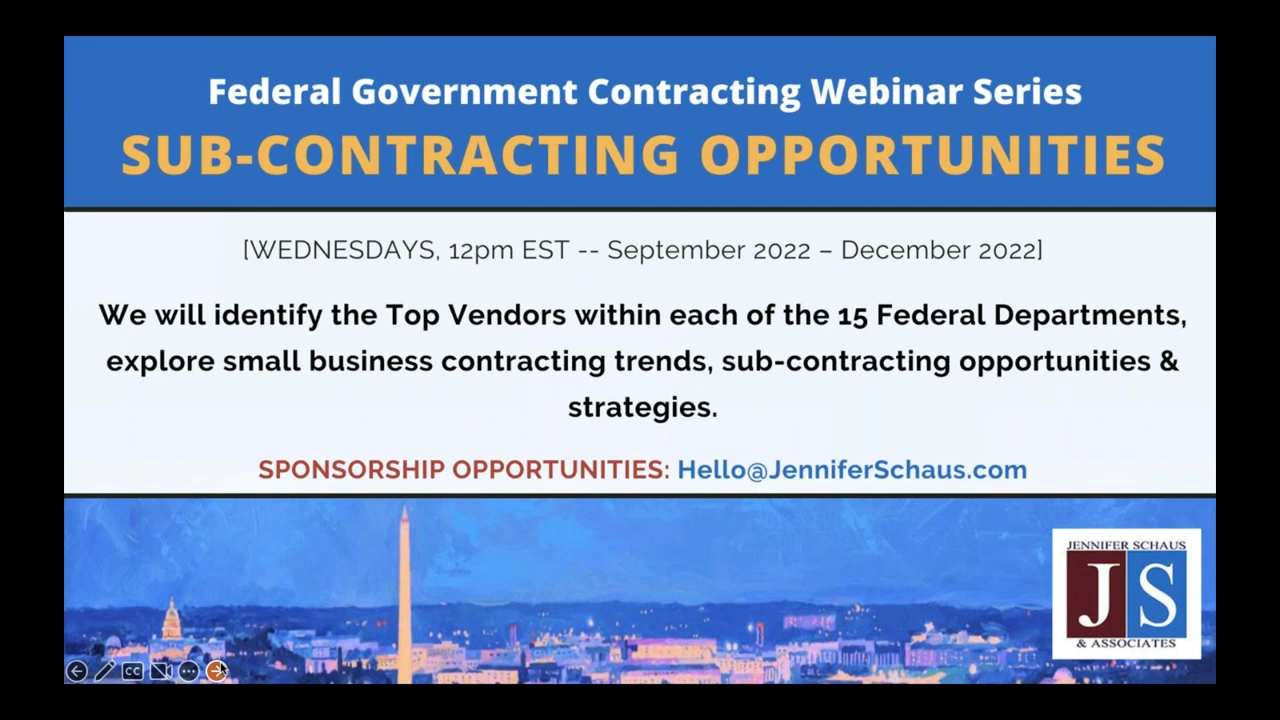 Federal Government Contracting Webinar Series
SUB-CONTRACTING OPPORTUNITIES
[WEDNESDAYS, 12pm EST -- September 2022 – December 2022]
We will identify the Top Vendors within each of the 15 Federal Departments,
explore small business contracting trends, sub-contracting opportunities &
strategies.
SPONSORSHIP OPPORTUNITIES: Hello@JenniferSchaus.com
JENNIFER SCHAUS
JS
& ASSOCIATES
CC